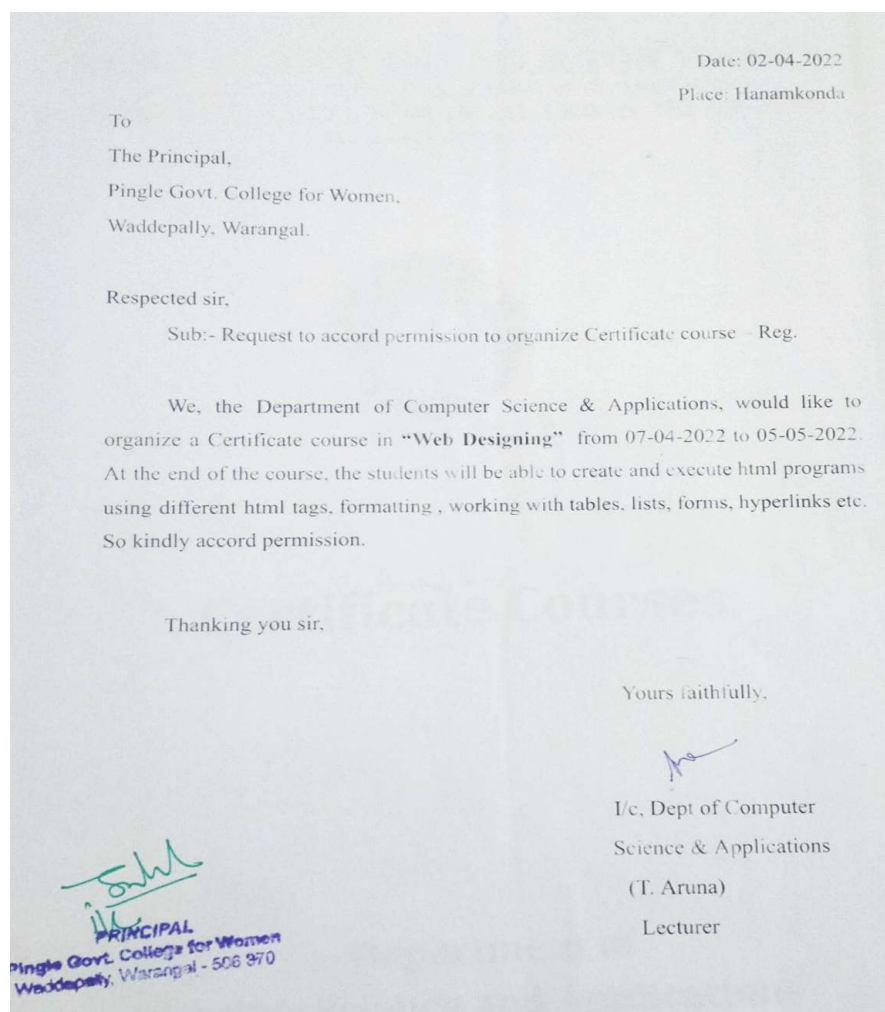 Date: 02-04-2022
Place: Hanamkonda
To
The Principal,
Pingle Govt. College for Women,
Waddepally, Warangal.
Respected sir,
Sub:- Request to accord permission to organize Certificate course – Reg.
We, the Department of Computer Science & Applications, would like to
organize a Certificate course in “Web Designing” from 07-04-2022 to 05-05-2022.
At the end of the course, the students will be able to create and execute html programs
using different html tags, formatting , working with tables, lists, forms, hyperlinks etc.
So kindly accord permission.
Certificate Courses
Thanking you sir,
Yours faithfully,
I/c, Dept of Computer
Science & Applications
(T. Aruna)
Lecturer
PRINCIPAL
Pingle Govt. College for Women
Waddepally, Warangal - 506 370